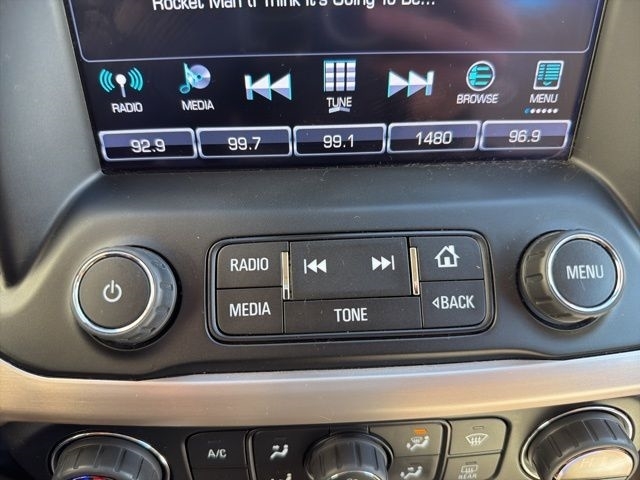 Rocket Man (I Think It's Going To Be...
RADIO MEDIA TUNE BROWSE MENU
92.9 99.7 99.1 1480 96.9
RADIO
MEDIA TONE BACK
MENU
A/C
REAR